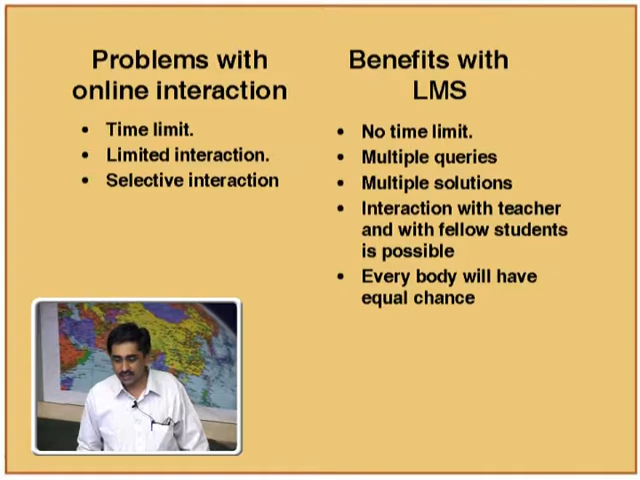 Problems with
online interaction
• Time limit.
• Limited interaction.
• Selective interaction
Benefits with
LMS
• No time limit.
• Multiple queries
• Multiple solutions
• Interaction with teacher
and with fellow students
is possible
• Every body will have
equal chance